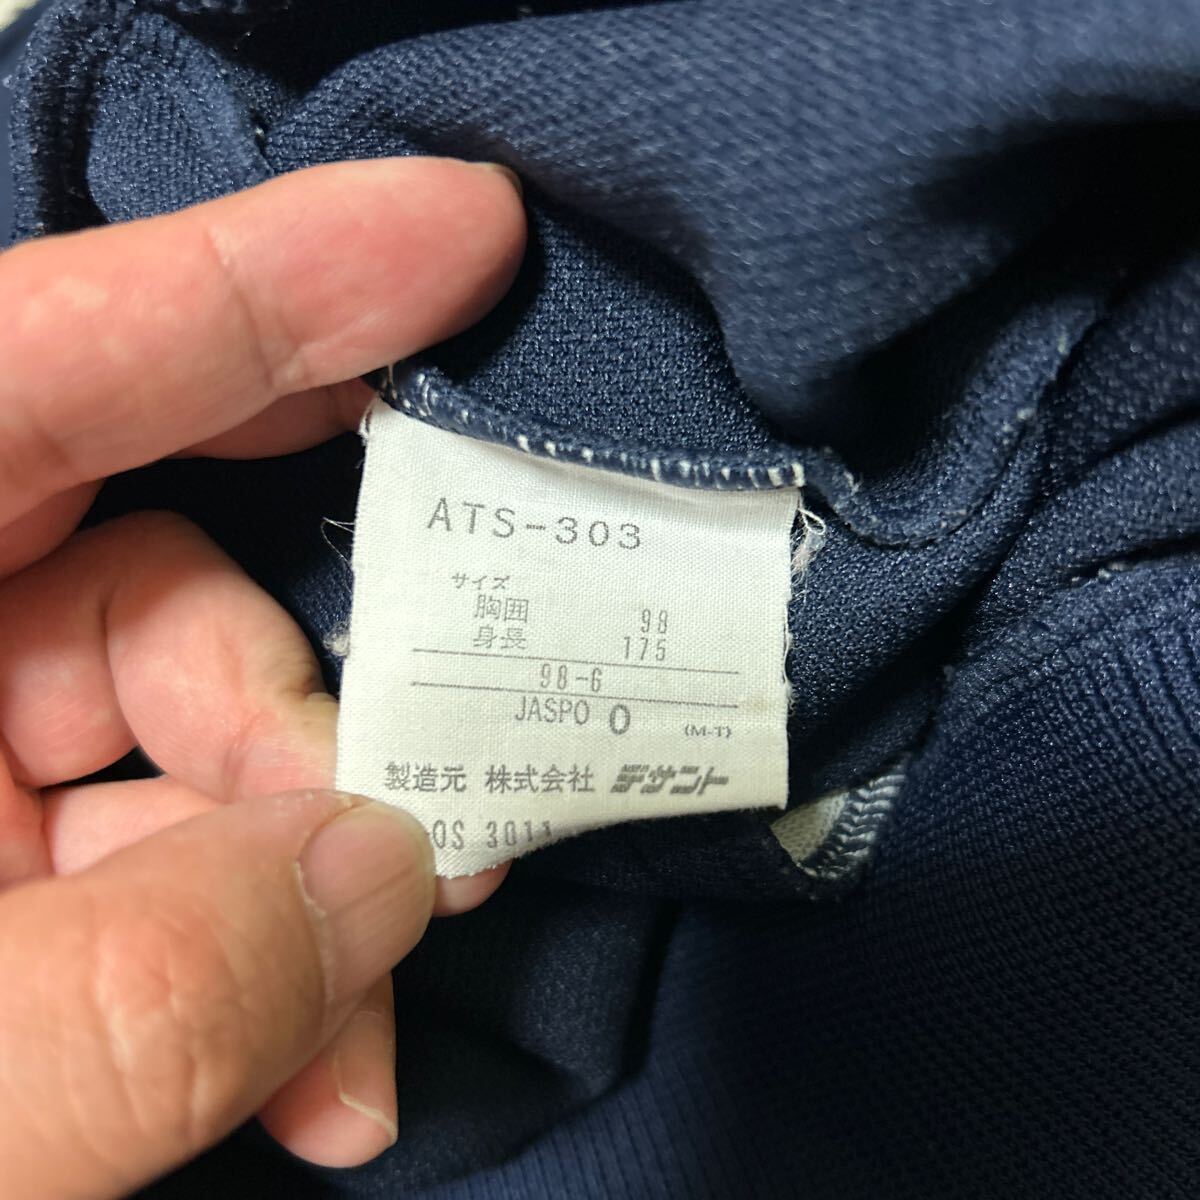 ATS-303
サイズ
胸囲 98
身長 175
98-6
JASPO O (M-T)
製造元 株式会社 デサント
OS 3011